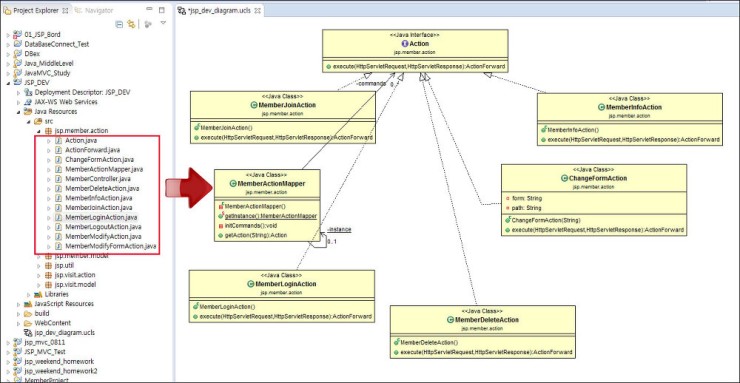 Project Explorer
Navigator
01_JSP_Bord
DataBaseConnect_Test
DBex
Java_MiddleLevel
JavaMVC_Study
JSP_DEV
Deployment Descriptor: JSP_DEV
JAX-WS Web Services
Java Resources
src
jsp.member.action
Action.java
ActionForward.java
ChangeFormAction.java
MemberActionMapper.java
MemberController.java
MemberDeleteAction.java
MemberInfoAction.java
MemberJoinAction.java
MemberLoginAction.java
MemberLogoutAction.java
MemberModifyAction.java
MemberModifyFormAction.java
jsp.member.model
jsp.util
jsp.visit.action
jsp.visit.model
Libraries
JavaScript Resources
build
WebContent
jsp_dev_diagram.ucls
jsp_mvc_0811
JSP_MVC_Test
jsp_weekend_homework
jsp_weekend_homework2
MemberProject
*jsp_dev_diagram.ucls
<<Java Interface>>
Action
jsp.member.action
execute(HttpServletRequest,HttpServletResponse):ActionForward
-commands
0..
<<Java Class>>
MemberJoinAction
jsp.member.action
MemberJoinAction()
execute(HttpServletRequest,HttpServletResponse):ActionForward
<<Java Class>>
MemberInfoAction
jsp.member.action
MemberInfoAction()
execute(HttpServletRequest,HttpServletResponse):ActionForward
<<Java Class>>
MemberActionMapper
jsp.member.action
MemberActionMapper()
getInstance():MemberActionMapper
initCommands():void
getAction(String):Action
-instance
0..1
<<Java Class>>
ChangeFormAction
jsp.member.action
form: String
path: String
ChangeFormAction(String)
execute(HttpServletRequest,HttpServletResponse):ActionForward
<<Java Class>>
MemberLoginAction
jsp.member.action
MemberLoginAction()
execute(HttpServletRequest,HttpServletResponse):ActionForward
<<Java Class>>
MemberDeleteAction
jsp.member.action
MemberDeleteAction()
execute(HttpServletRequest,HttpServletResponse):ActionForward